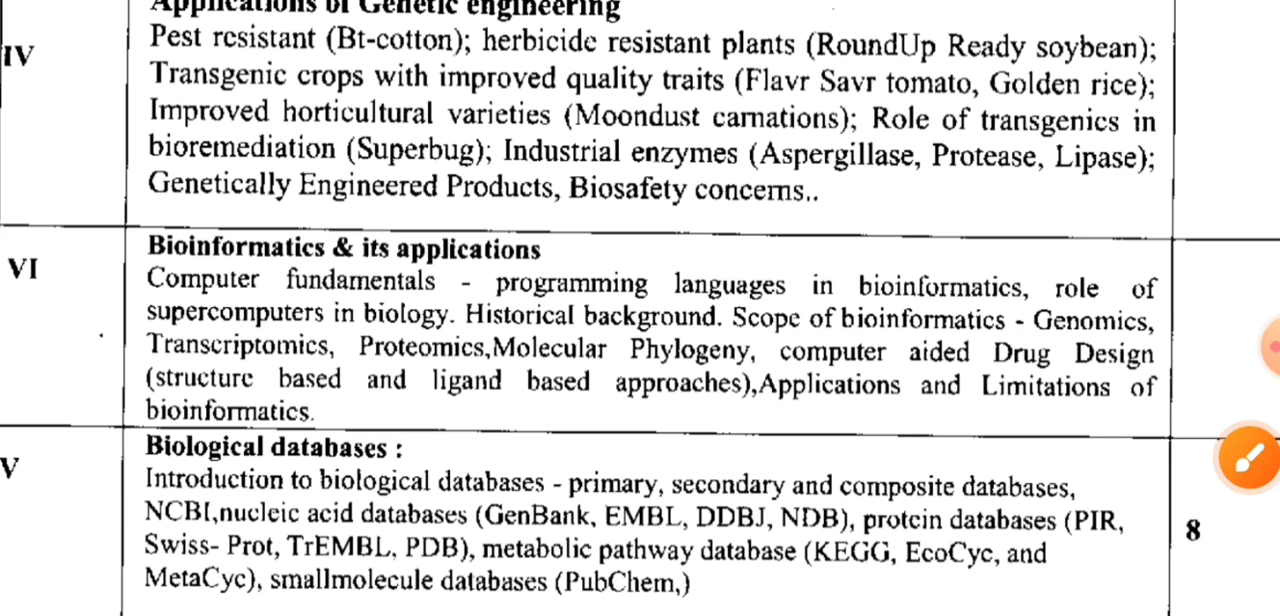 Applications of Genetic engineering
IV
Pest resistant (Bt-cotton); herbicide resistant plants (RoundUp Ready soybean);
Transgenic crops with improved quality traits (Flavr Savr tomato, Golden rice);
Improved horticultural varieties (Moondust carnations); Role of transgenics in
bioremediation (Superbug); Industrial enzymes (Aspergillase, Protease, Lipase);
Genetically Engineered Products, Biosafety concerns..
Bioinformatics & its applications
VI
Computer fundamentals - programming languages in bioinformatics, role of
supercomputers in biology. Historical background. Scope of bioinformatics - Genomics,
Transcriptomics, Proteomics,Molecular Phylogeny, computer aided Drug Design
(structure based and ligand based approaches),Applications and Limitations of
bioinformatics.
Biological databases :
V
Introduction to biological databases - primary, secondary and composite databases,
NCBI,nucleic acid databases (GenBank, EMBL, DDBJ, NDB), protein databases (PIR,
8
Swiss- Prot, TrEMBL, PDB), metabolic pathway database (KEGG, EcoCyc, and
MetaCyc), smallmolecule databases (PubChem,)